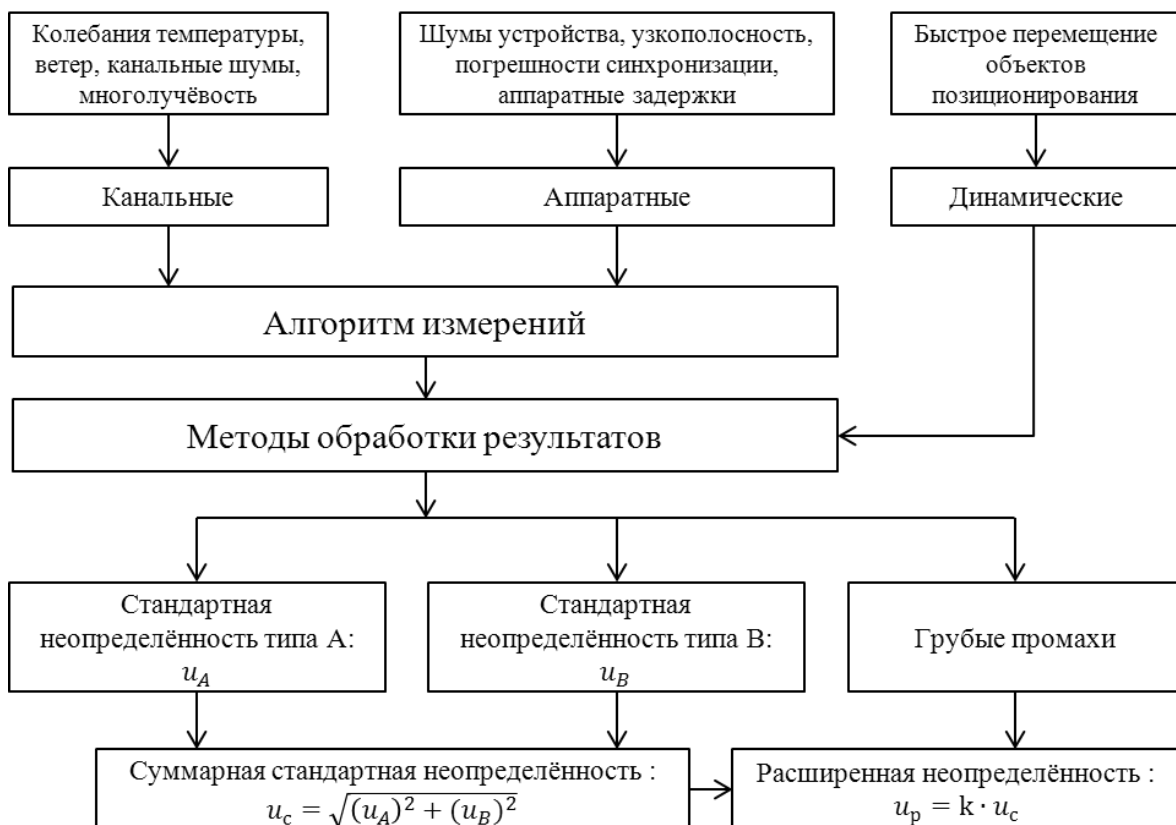 Колебания температуры,
ветер, канальные шумы,
многолучёвость
Шумы устройства, узкополосность,
погрешности синхронизации,
аппаратные задержки
Быстрое перемещение
объектов
позиционирования
Канальные
Аппаратные
Динамические
Алгоритм измерений
Методы обработки результатов
Стандартная
неопределённость типа А:
u_A
Стандартная
неопределённость типа В:
u_B
Грубые промахи
Суммарная стандартная неопределённость :
u_c = √((u_A)² + (u_B)²)
Расширенная неопределённость :
u_p = k · u_c